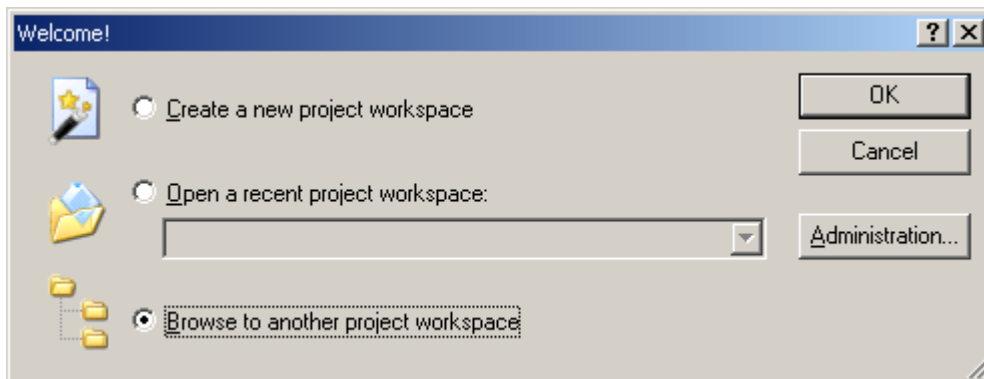 Welcome!
Create a new project workspace
OK
Cancel
Open a recent project workspace:
Administration...
Browse to another project workspace